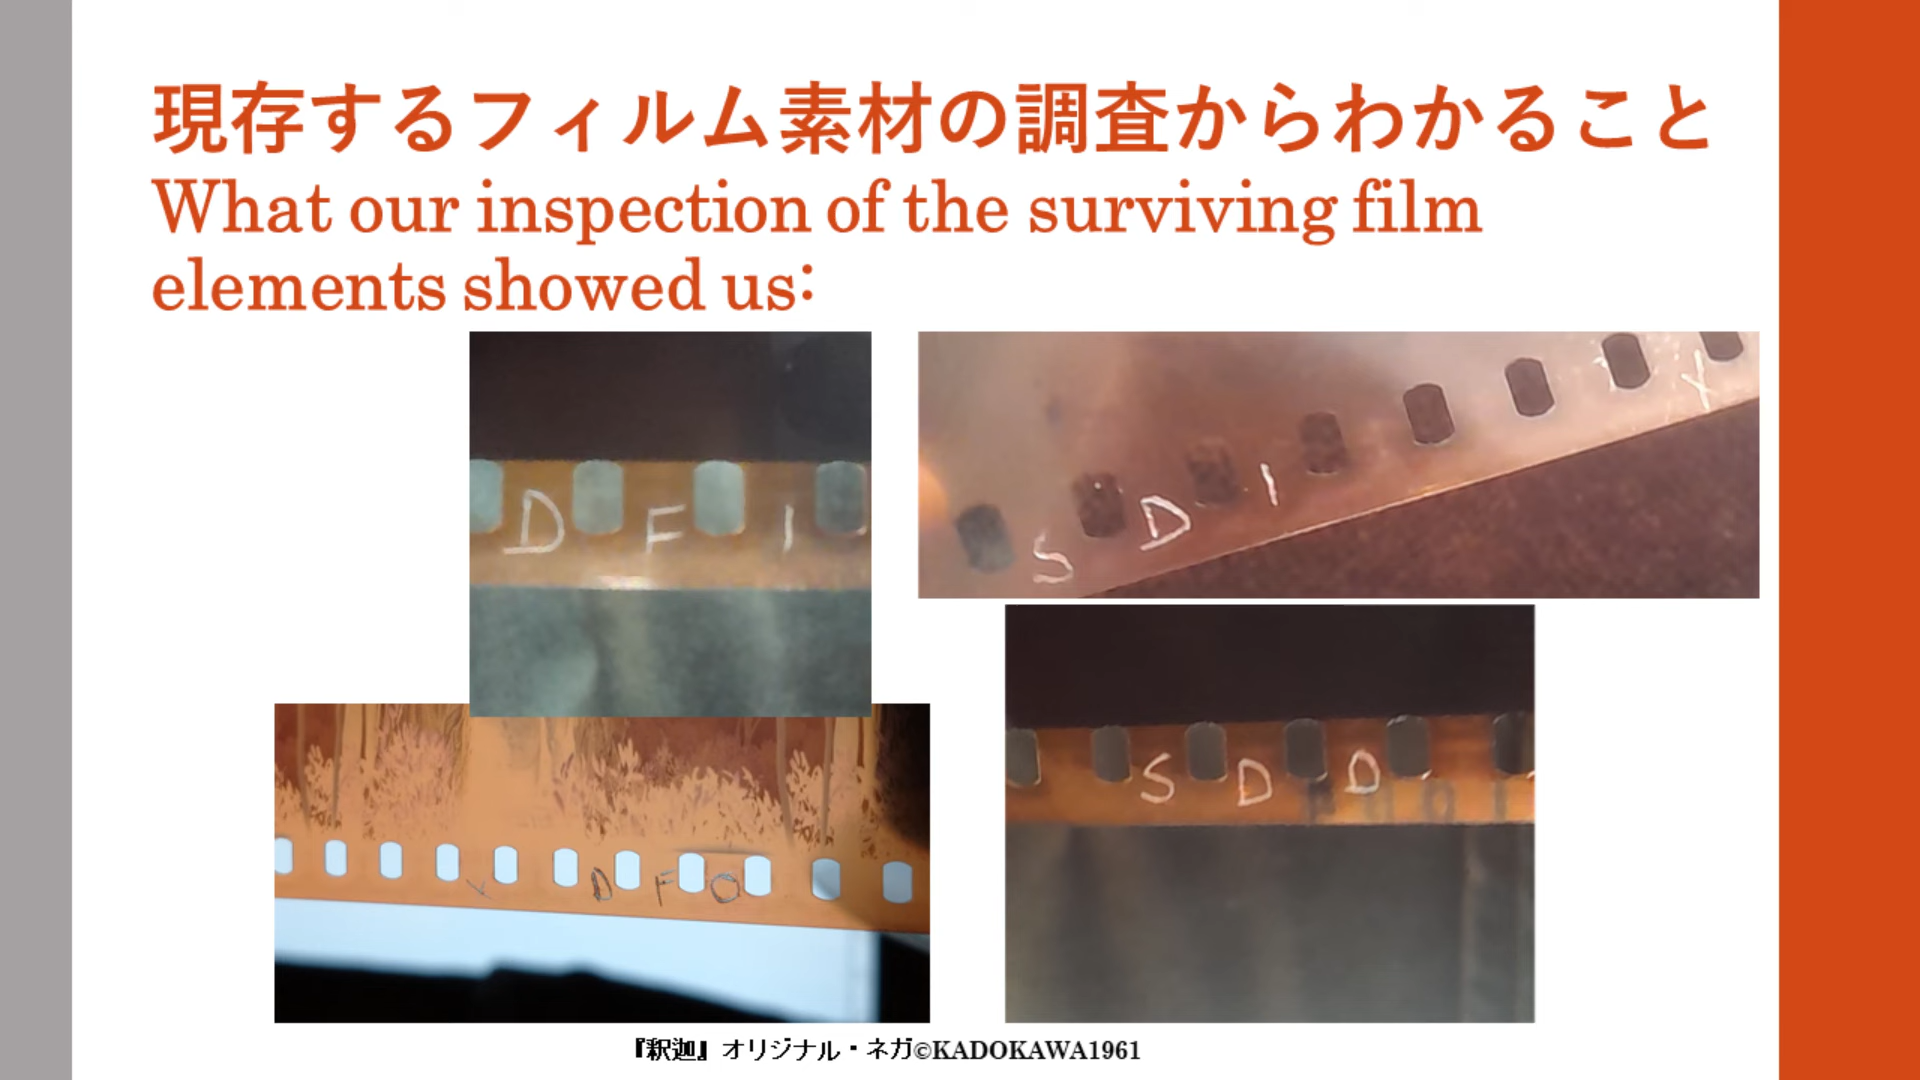 現存するフィルム素材の調査からわかること
What our inspection of the surviving film
elements showed us:
D F I
S D I X
X D F O
S D D
『釈迦』オリジナル・ネガ©KADOKAWA1961